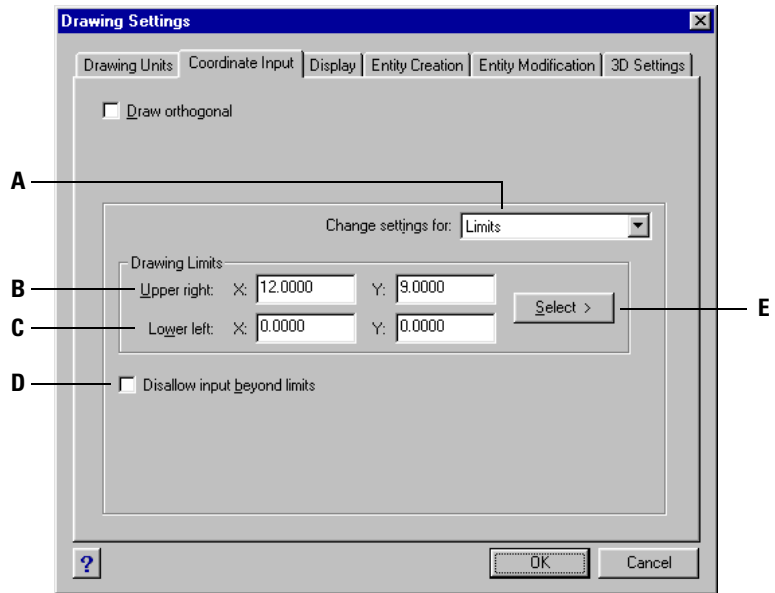 Drawing Settings
Drawing Units Coordinate Input Display Entity Creation Entity Modification 3D Settings
Draw orthogonal
A
Change settings for: Limits
Drawing Limits
B Upper right: X: 12.0000 Y: 9.0000
Select >
E
C Lower left: X: 0.0000 Y: 0.0000
D Disallow input beyond limits
? OK Cancel